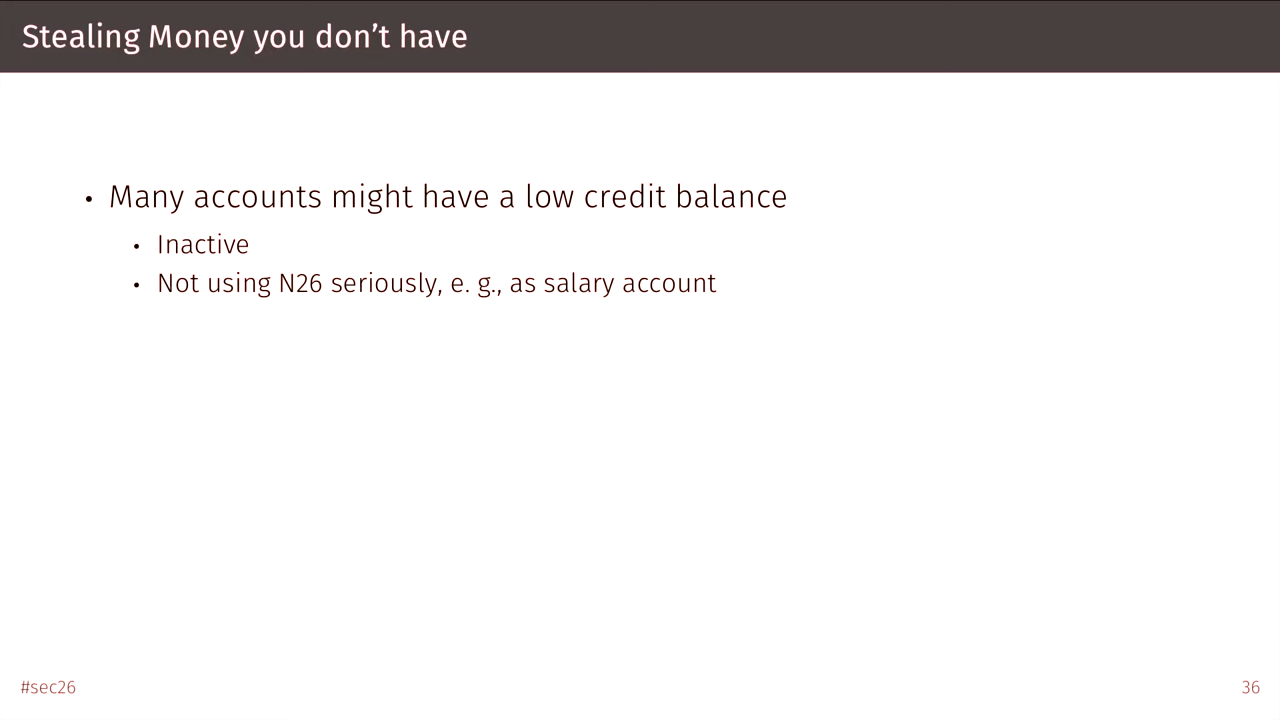 Stealing Money you don’t have
• Many accounts might have a low credit balance
• Inactive
• Not using N26 seriously, e. g., as salary account
#sec26
36